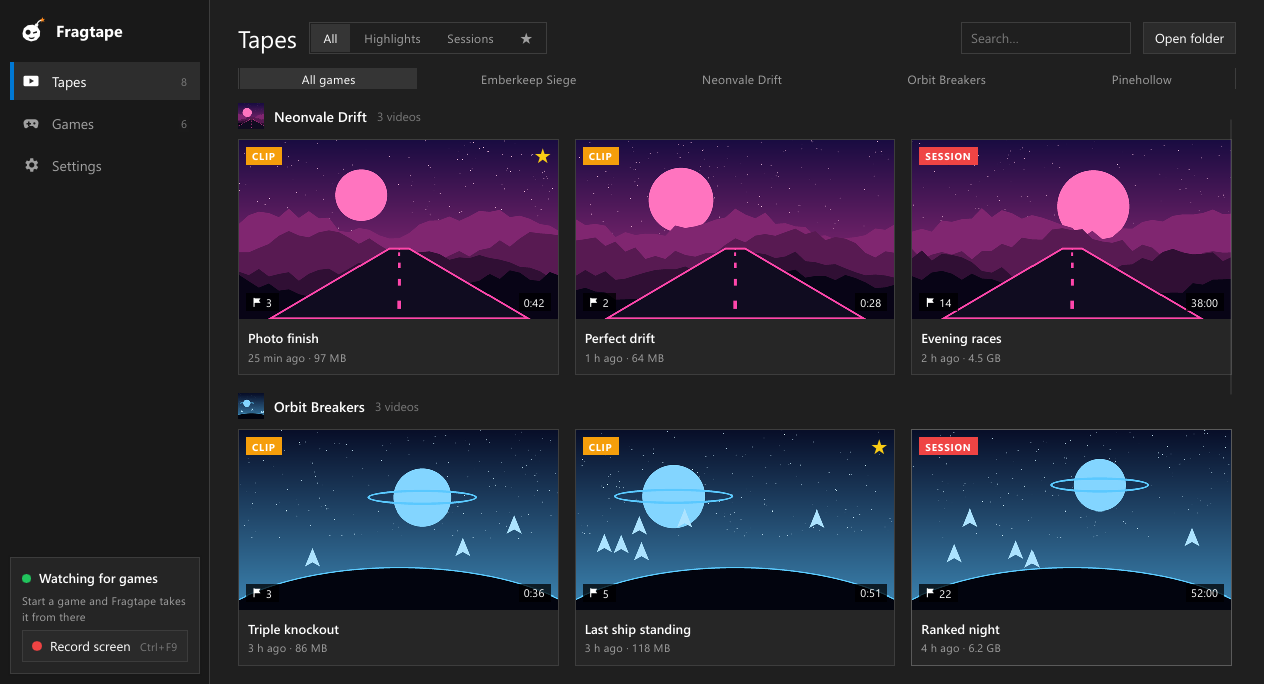 Fragtape
Tapes 8
Games 6
Settings
Watching for games
Start a game and Fragtape takes
it from there
Record screen Ctrl+F9
Tapes
All Highlights Sessions ★
Search...
Open folder
All games Emberkeep Siege Neonvale Drift Orbit Breakers Pinehollow
Neonvale Drift 3 videos
CLIP
3 0:42
Photo finish
25 min ago · 97 MB
CLIP
2 0:28
Perfect drift
1 h ago · 64 MB
SESSION
14 38:00
Evening races
2 h ago · 4.5 GB
Orbit Breakers 3 videos
CLIP
3 0:36
Triple knockout
3 h ago · 86 MB
CLIP
5 0:51
Last ship standing
3 h ago · 118 MB
SESSION
22 52:00
Ranked night
4 h ago · 6.2 GB